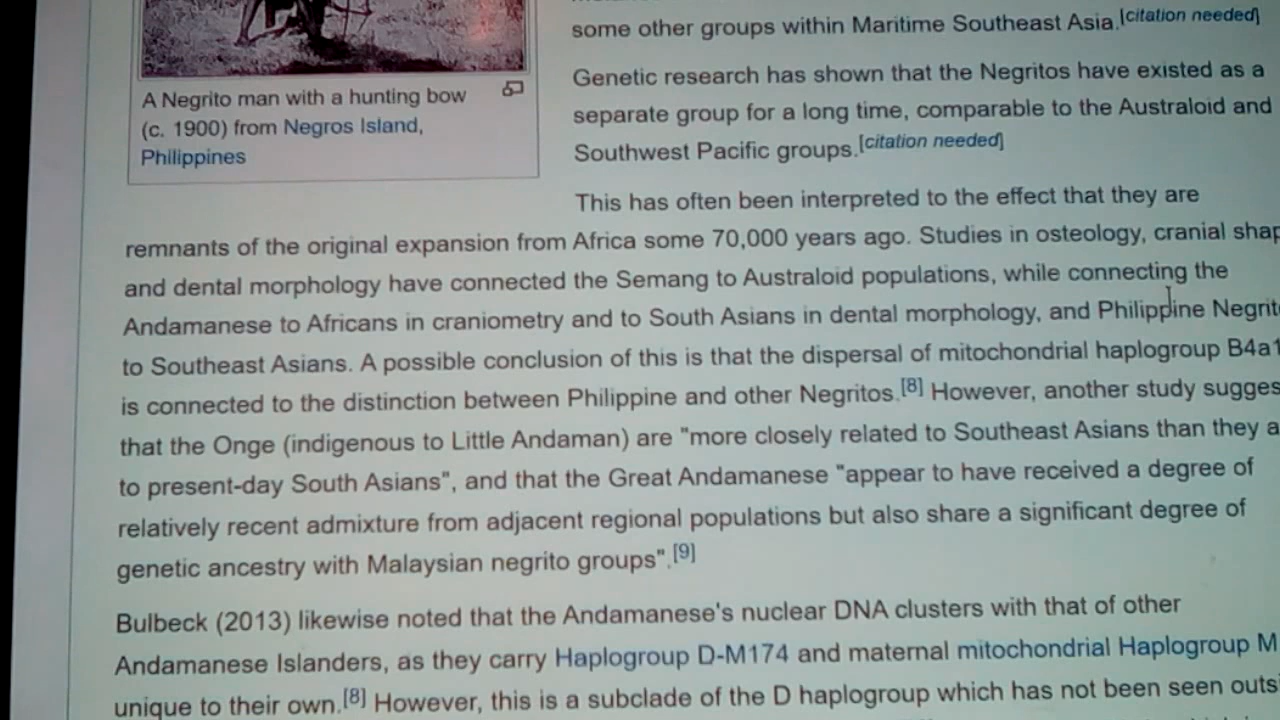 some other groups within Maritime Southeast Asia.[citation needed]
Genetic research has shown that the Negritos have existed as a
separate group for a long time, comparable to the Australoid and
Southwest Pacific groups.[citation needed]
A Negrito man with a hunting bow
(c. 1900) from Negros Island,
Philippines
This has often been interpreted to the effect that they are
remnants of the original expansion from Africa some 70,000 years ago. Studies in osteology, cranial shap
and dental morphology have connected the Semang to Australoid populations, while connecting the
Andamanese to Africans in craniometry and to South Asians in dental morphology, and Philippine Negrit
to Southeast Asians. A possible conclusion of this is that the dispersal of mitochondrial haplogroup B4a1
is connected to the distinction between Philippine and other Negritos.[8] However, another study sugges
that the Onge (indigenous to Little Andaman) are "more closely related to Southeast Asians than they a
to present-day South Asians", and that the Great Andamanese "appear to have received a degree of
relatively recent admixture from adjacent regional populations but also share a significant degree of
genetic ancestry with Malaysian negrito groups".[9]
Bulbeck (2013) likewise noted that the Andamanese's nuclear DNA clusters with that of other
Andamanese Islanders, as they carry Haplogroup D-M174 and maternal mitochondrial Haplogroup M
unique to their own.[8] However, this is a subclade of the D haplogroup which has not been seen outs